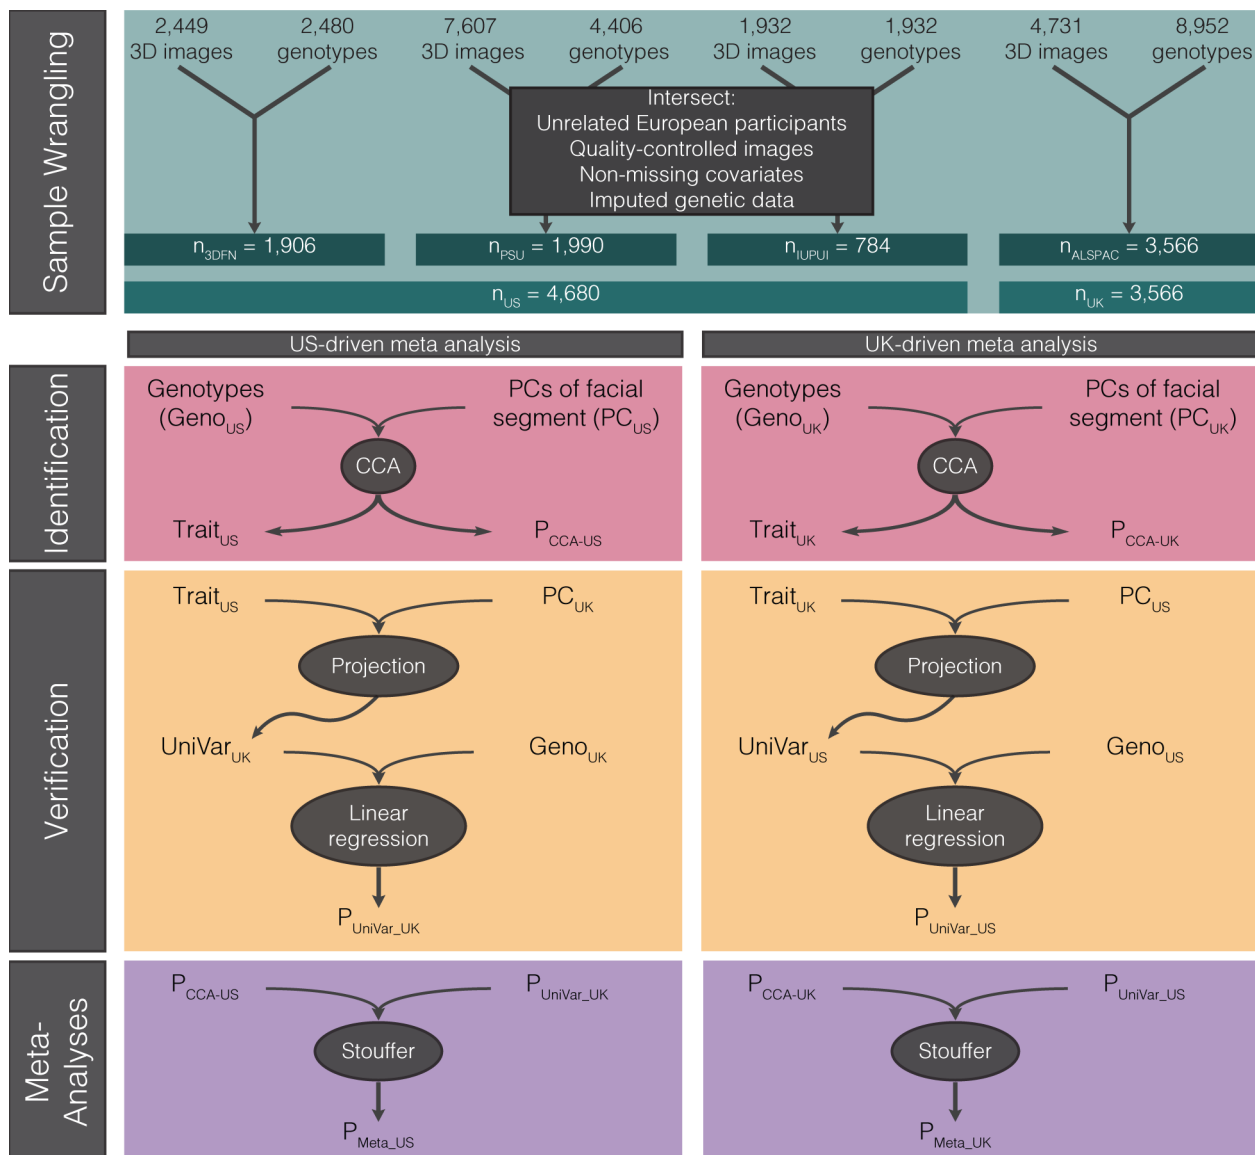 Sample Wrangling
2,449
3D images
2,480
genotypes
7,607
3D images
4,406
genotypes
1,932
3D images
1,932
genotypes
4,731
3D images
8,952
genotypes
Intersect:
Unrelated European participants
Quality-controlled images
Non-missing covariates
Imputed genetic data
n3DFN = 1,906
nPSU = 1,990
nIUPUI = 784
nALSPAC = 3,566
nUS = 4,680
nUK = 3,566
US-driven meta analysis
UK-driven meta analysis
Identification
Genotypes
(GenoUS)
PCs of facial
segment (PCUS)
CCA
TraitUS
PCCA-US
Genotypes
(GenoUK)
PCs of facial
segment (PCUK)
CCA
TraitUK
PCCA-UK
Verification
TraitUS
PCUK
Projection
UniVarUK
GenoUK
Linear
regression
PUniVar_UK
TraitUK
PCUS
Projection
UniVarUS
GenoUS
Linear
regression
PUniVar_US
Meta-
Analyses
PCCA-US
PUniVar_UK
Stouffer
PMeta_US
PCCA-UK
PUniVar_US
Stouffer
PMeta_UK